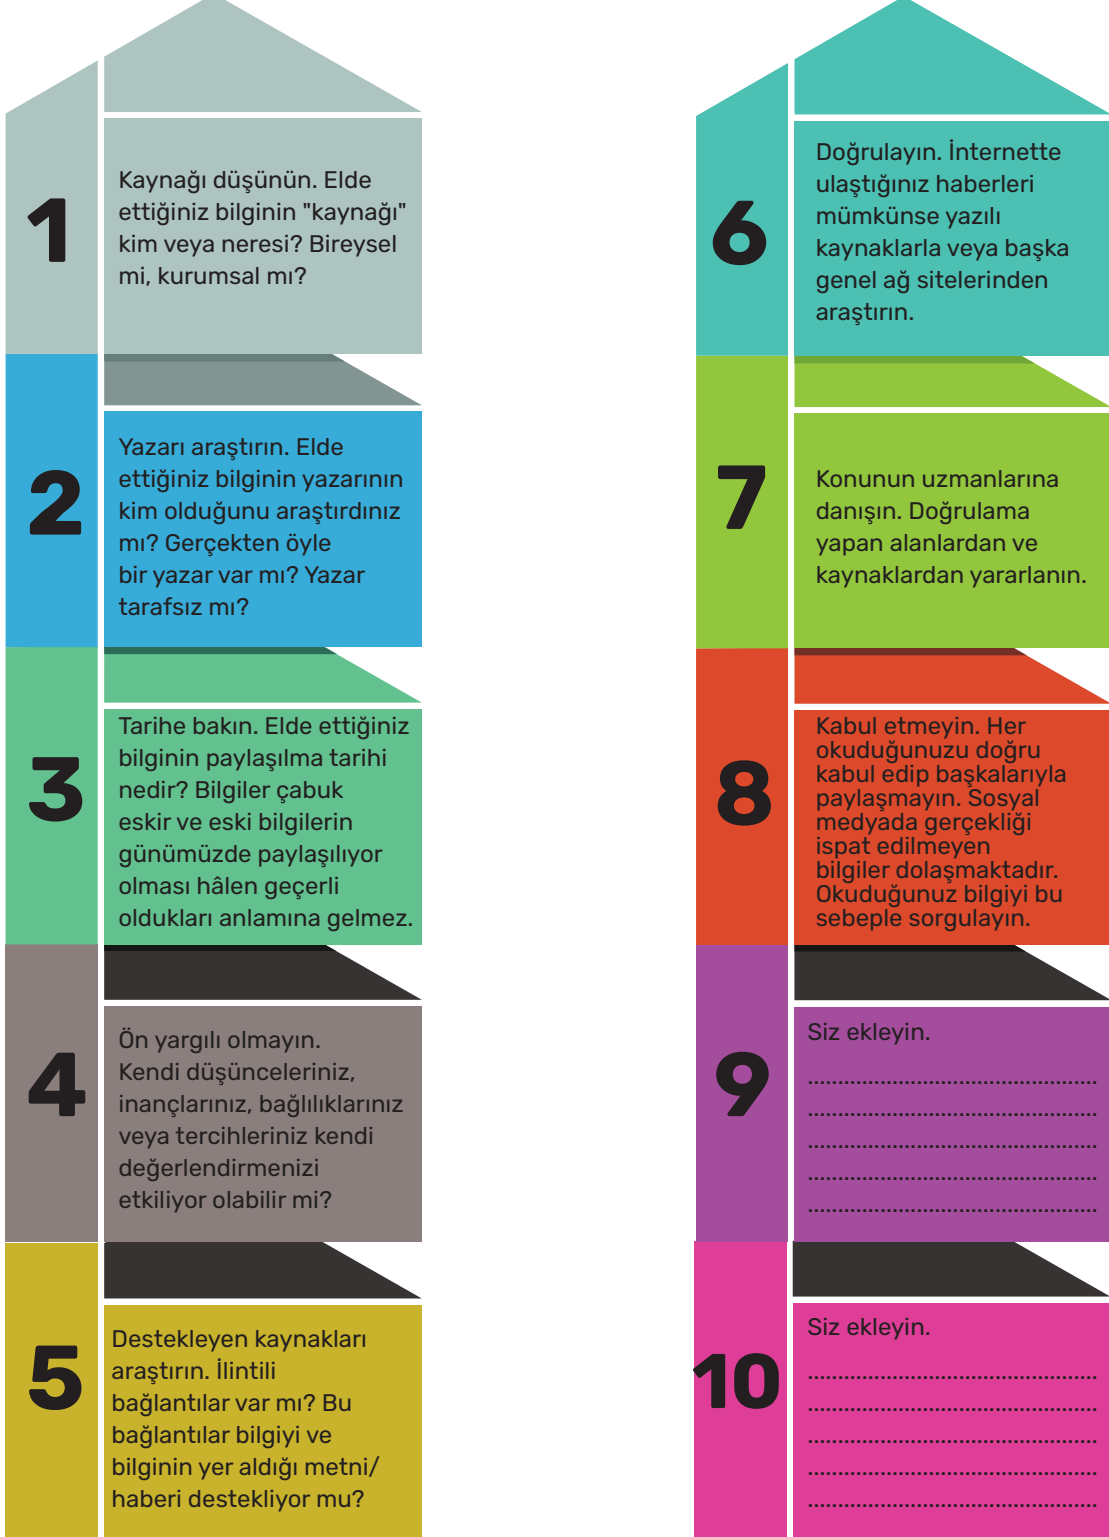 1
Kaynağı düşünün. Elde
ettiğiniz bilginin "kaynağı"
kim veya neresi? Bireysel
mi, kurumsal mı?
2
Yazarı araştırın. Elde
ettiğiniz bilginin yazarının
kim olduğunu araştırdınız
mı? Gerçekten öyle
bir yazar var mı? Yazar
tarafsız mı?
3
Tarihe bakın. Elde ettiğiniz
bilginin paylaşılma tarihi
nedir? Bilgiler çabuk
eskir ve eski bilgilerin
günümüzde paylaşılıyor
olması hâlen geçerli
oldukları anlamına gelmez.
4
Ön yargılı olmayın.
Kendi düşünceleriniz,
inançlarınız, bağlılıklarınız
veya tercihleriniz kendi
değerlendirmenizi
etkiliyor olabilir mi?
5
Destekleyen kaynakları
araştırın. İlintili
bağlantılar var mı? Bu
bağlantılar bilgiyi ve
bilginin yer aldığı metni/
haberi destekliyor mu?
6
Doğrulayın. İnternette
ulaştığınız haberleri
mümkünse yazılı
kaynaklarla veya başka
genel ağ sitelerinden
araştırın.
7
Konunun uzmanlarına
danışın. Doğrulama
yapan alanlardan ve
kaynaklardan yararlanın.
8
Kabul etmeyin. Her
okuduğunuzu doğru
kabul edip başkalarıyla
paylaşmayın. Sosyal
medyada gerçekliği
ispat edilmeyen
bilgiler dolaşmaktadır.
Okuduğunuz bilgiyi bu
sebeple sorgulayın.
9
Siz ekleyin.
................................................
................................................
................................................
................................................
................................................
10
Siz ekleyin.
................................................
................................................
................................................
................................................
................................................